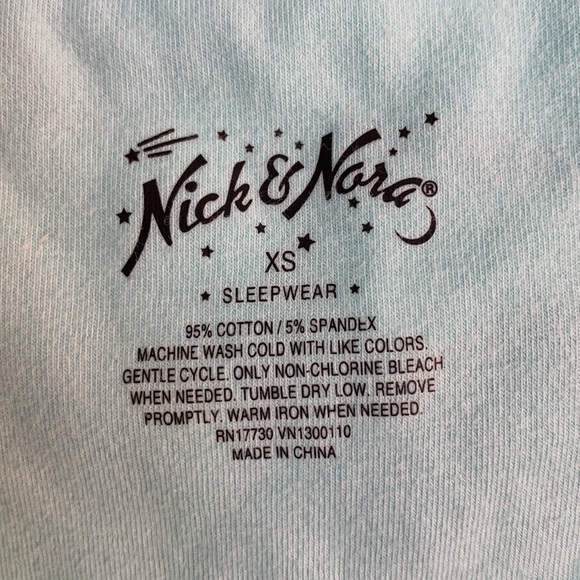 Nick & Nora®
XS
★ SLEEPWEAR ★
95% COTTON / 5% SPANDEX
MACHINE WASH COLD WITH LIKE COLORS.
GENTLE CYCLE. ONLY NON-CHLORINE BLEACH
WHEN NEEDED. TUMBLE DRY LOW. REMOVE
PROMPTLY. WARM IRON WHEN NEEDED.
RN17730 VN1300110
MADE IN CHINA